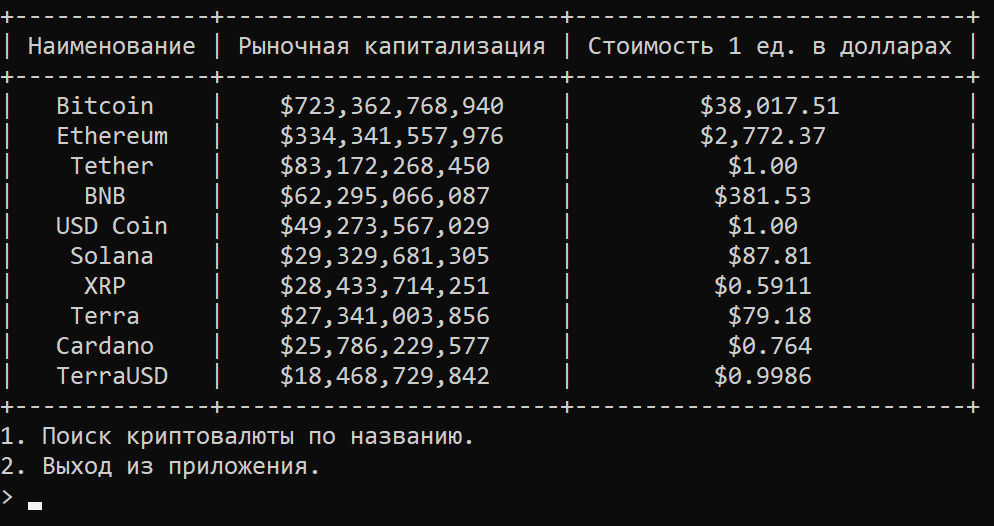 +--------------+------------------------+----------------------------+
| Наименование | Рыночная капитализация | Стоимость 1 ед. в долларах |
+--------------+------------------------+----------------------------+
|   Bitcoin    |    $723,362,768,940    |         $38,017.51         |
|   Ethereum   |    $334,341,557,976    |         $2,772.37          |
|    Tether    |    $83,172,268,450     |           $1.00            |
|     BNB      |    $62,295,066,087     |          $381.53           |
|   USD Coin   |    $49,273,567,029     |           $1.00            |
|    Solana    |    $29,329,681,305     |           $87.81           |
|     XRP      |    $28,433,714,251     |          $0.5911           |
|    Terra     |    $27,341,003,856     |           $79.18           |
|   Cardano    |    $25,786,229,577     |           $0.764           |
|   TerraUSD   |    $18,468,729,842     |          $0.9986           |
+--------------+------------------------+----------------------------+
1. Поиск криптовалюты по названию.
2. Выход из приложения.
> _